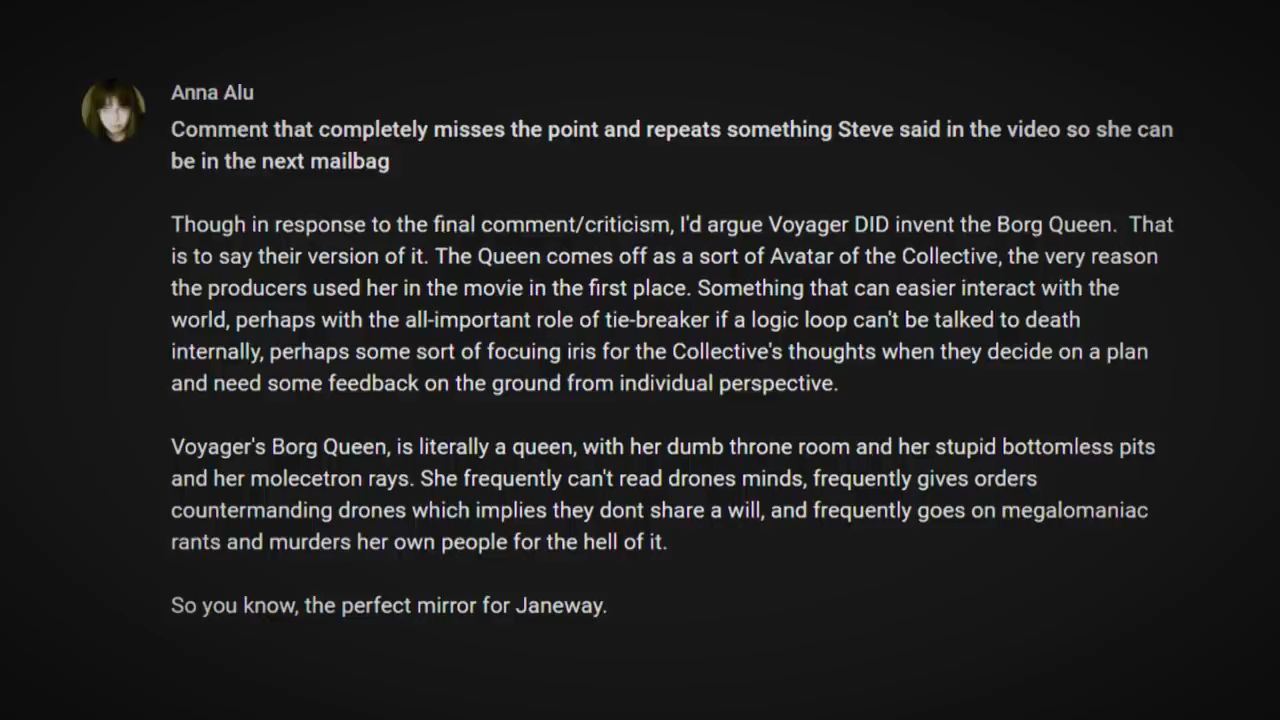 Anna Alu
Comment that completely misses the point and repeats something Steve said in the video so she can
be in the next mailbag
Though in response to the final comment/criticism, I'd argue Voyager DID invent the Borg Queen.  That
is to say their version of it. The Queen comes off as a sort of Avatar of the Collective, the very reason
the producers used her in the movie in the first place. Something that can easier interact with the
world, perhaps with the all-important role of tie-breaker if a logic loop can't be talked to death
internally, perhaps some sort of focuing iris for the Collective's thoughts when they decide on a plan
and need some feedback on the ground from individual perspective.
Voyager's Borg Queen, is literally a queen, with her dumb throne room and her stupid bottomless pits
and her molecetron rays. She frequently can't read drones minds, frequently gives orders
countermanding drones which implies they dont share a will, and frequently goes on megalomaniac
rants and murders her own people for the hell of it.
So you know, the perfect mirror for Janeway.